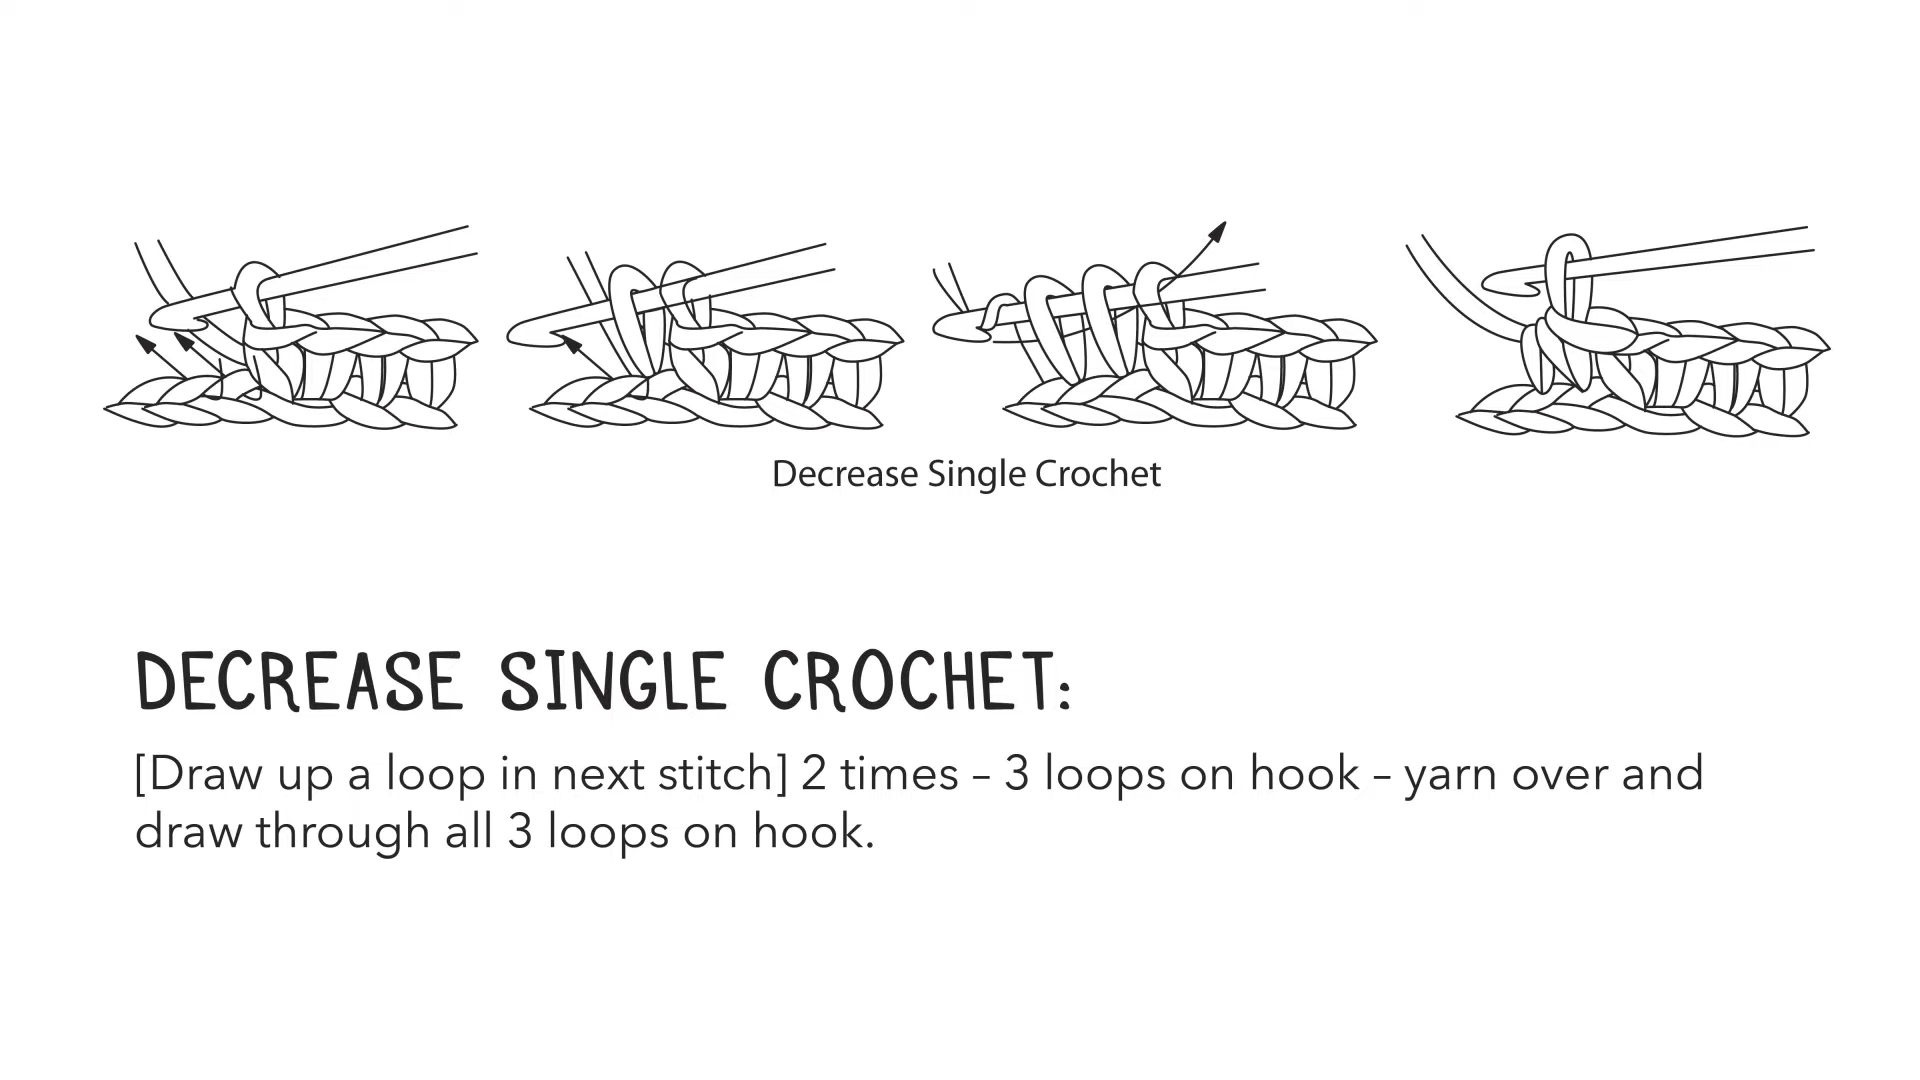 Decrease Single Crochet
DECREASE SINGLE CROCHET:
[Draw up a loop in next stitch] 2 times – 3 loops on hook – yarn over and
draw through all 3 loops on hook.